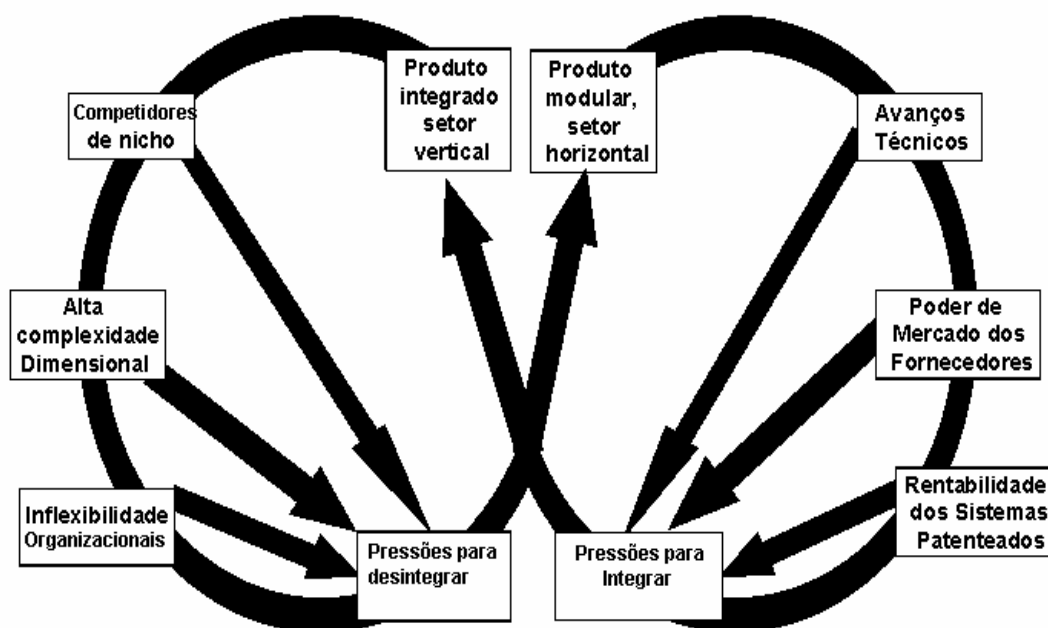 Produto
integrado
setor
vertical
Produto
modular,
setor
horizontal
Competidores
de nicho
Avanços
Técnicos
Alta
complexidade
Dimensional
Poder de
Mercado dos
Fornecedores
Inflexibilidade
Organizacionais
Rentabilidade
dos Sistemas
Patenteados
Pressões para
desintegrar
Pressões para
Integrar